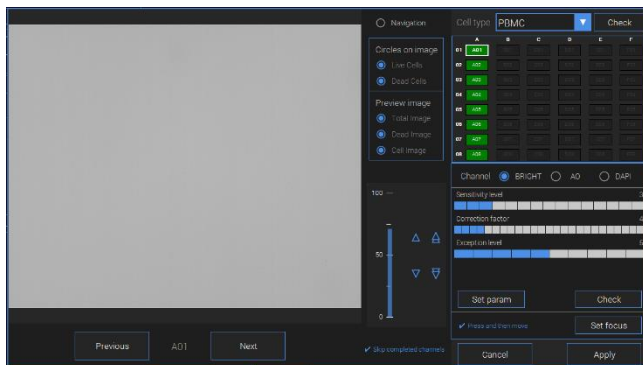 Navigation
Circles on image
Live Cells
Dead Cells
Preview image
Total Image
Dead Image
Cell Image
100
50
0
Skip completed channels
Previous
A01
Next
Cell type
PBMC
Check
A B C D E F
01 A01
02 A02
03 A03
04 A04
05 A05
06 A06
07 A07
08 A08
Channel
BRIGHT
AO
DAPI
Sensitivity level
Correction factor
Exception level
Set param
Check
Press and then move
Set focus
Cancel
Apply